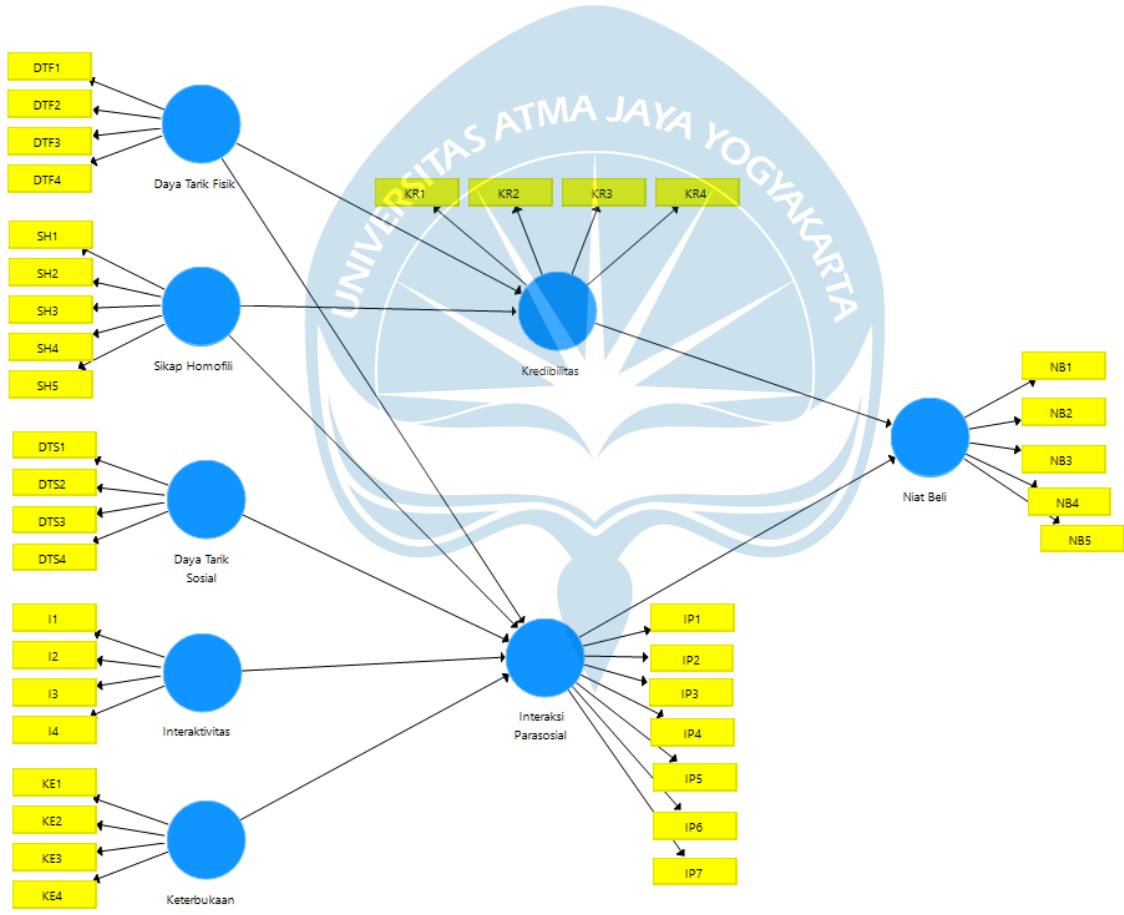 DTF1
DTF2
DTF3
DTF4
Daya Tarik Fisik
SH1
SH2
SH3
SH4
SH5
Sikap Homofili
DTS1
DTS2
DTS3
DTS4
Daya Tarik
Sosial
I1
I2
I3
I4
Interaktivitas
KE1
KE2
KE3
KE4
Keterbukaan
UNIVERSITAS ATMA JAYA YOGYAKARTA
KR1
KR2
KR3
KR4
Kredibilitas
Interaksi
Parasosial
IP1
IP2
IP3
IP4
IP5
IP6
IP7
NB1
NB2
NB3
NB4
NB5
Niat Beli